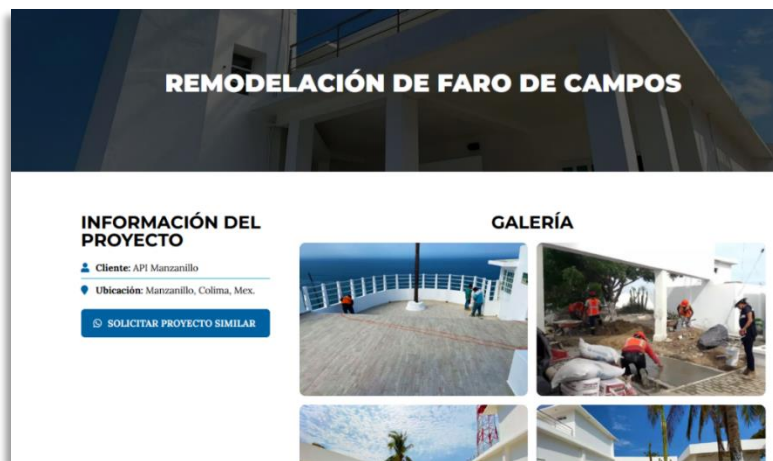 REMODELACIÓN DE FARO DE CAMPOS
INFORMACIÓN DEL
PROYECTO
Cliente: API Manzanillo
Ubicación: Manzanillo, Colima, Mex.
SOLICITAR PROYECTO SIMILAR
GALERÍA